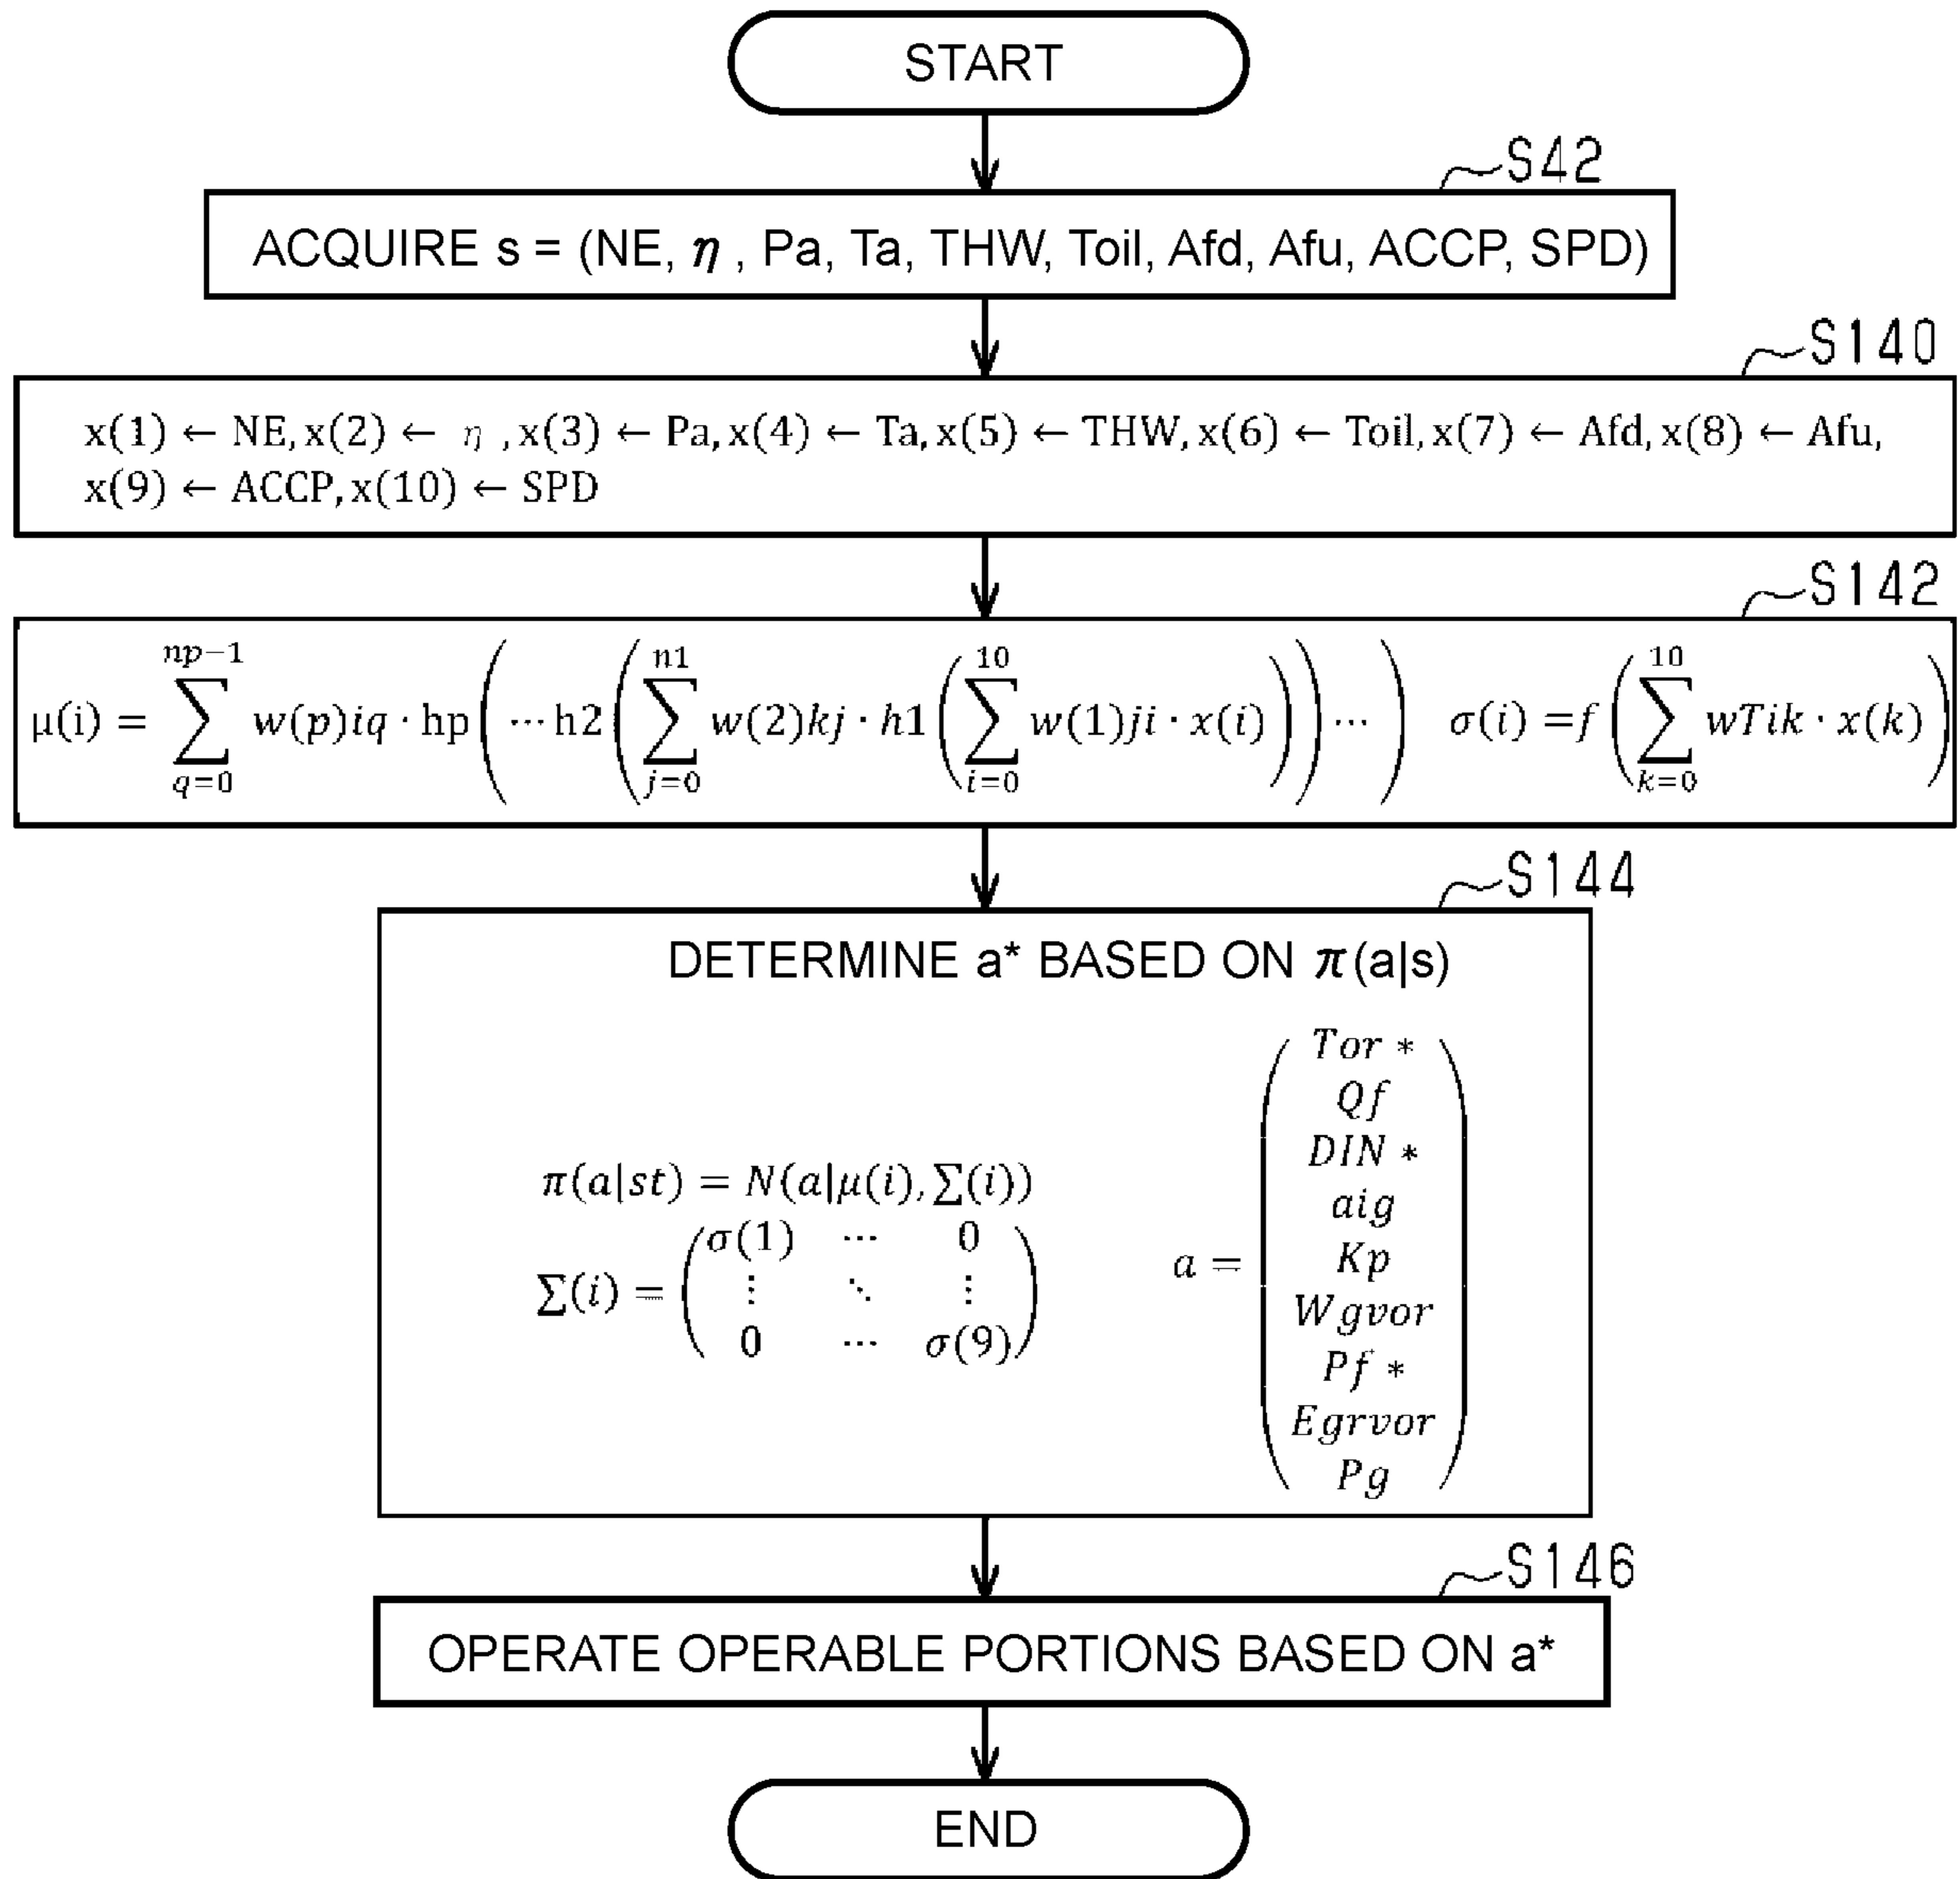 START
S42
ACQUIRE s = (NE, η , Pa, Ta, THW, Toil, Afd, Afu, ACCP, SPD)
S140
x(1) ← NE, x(2) ← η , x(3) ← Pa, x(4) ← Ta, x(5) ← THW, x(6) ← Toil, x(7) ← Afd, x(8) ← Afu,
x(9) ← ACCP, x(10) ← SPD
S142
μ(i) = ∑_{q=0}^{np−1} w(p)iq · hp( ⋯ h2( ∑_{j=0}^{n1} w(2)kj · h1( ∑_{i=0}^{10} w(1)ji · x(i) ) ) ⋯ ) σ(i) = f( ∑_{k=0}^{10} wTik · x(k) )
S144
DETERMINE a* BASED ON π(a|s)
π(a|st) = N(a|μ(i), ∑(i))
∑(i) =
σ(1) ⋯ 0
⋮ ⋱ ⋮
0 ⋯ σ(9)
a =
Tor *
Qf
DIN *
aig
Kp
Wgvor
Pf *
Egrvor
Pg
S146
OPERATE OPERABLE PORTIONS BASED ON a*
END